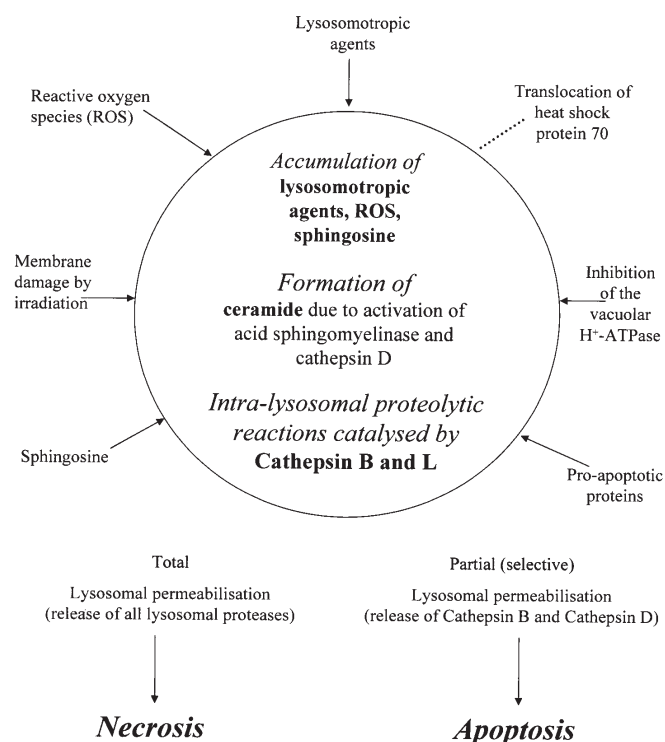 Lysosomotropic
agents
Reactive oxygen
species (ROS)
Translocation of
heat shock
protein 70
Accumulation of
lysosomotropic
agents, ROS,
sphingosine
Membrane
damage by
irradiation
Formation of
ceramide due to activation of
acid sphingomyelinase and
cathepsin D
Inhibition
of the
vacuolar
H⁺-ATPase
Intra-lysosomal proteolytic
reactions catalysed by
Cathepsin B and L
Sphingosine
Pro-apoptotic
proteins
Total
Lysosomal permeabilisation
(release of all lysosomal proteases)
Necrosis
Partial (selective)
Lysosomal permeabilisation
(release of Cathepsin B and Cathepsin D)
Apoptosis